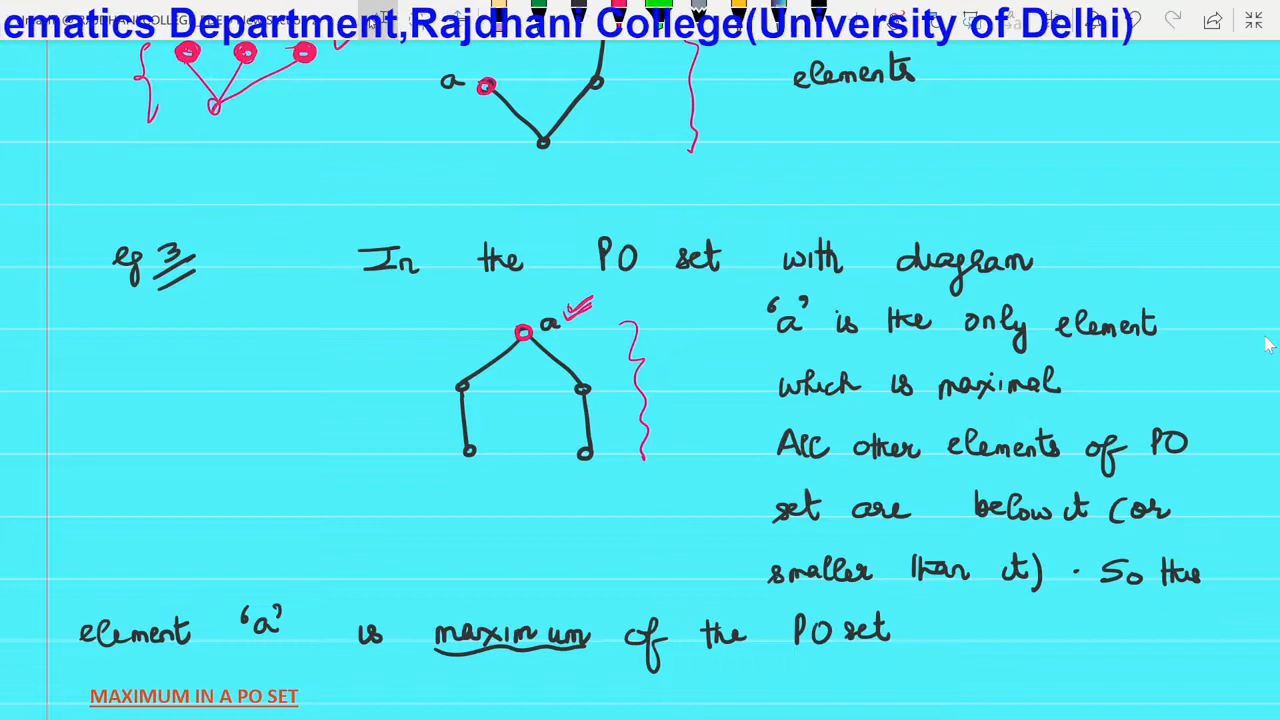 ematics Department,Rajdhani College(University of Delhi)
a
elements
eg 3
In the PO set with diagram
a
'a' is the only element
which is maximal
All other elements of PO
set are below it (or
smaller than it) . So this
element 'a' is maximum of the PO set
MAXIMUM IN A PO SET